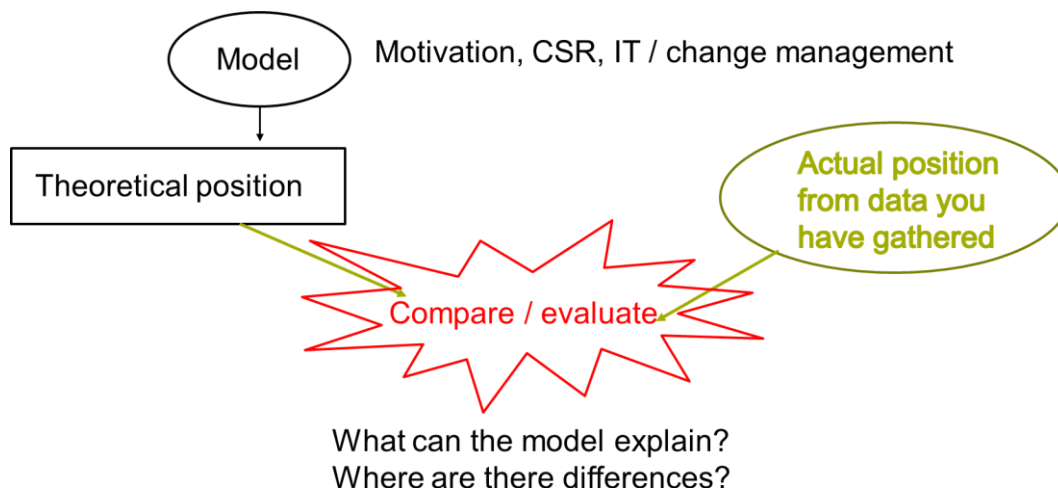 Model
Motivation, CSR, IT / change management
Theoretical position
Actual position
from data you
have gathered
Compare / evaluate
What can the model explain?
Where are there differences?